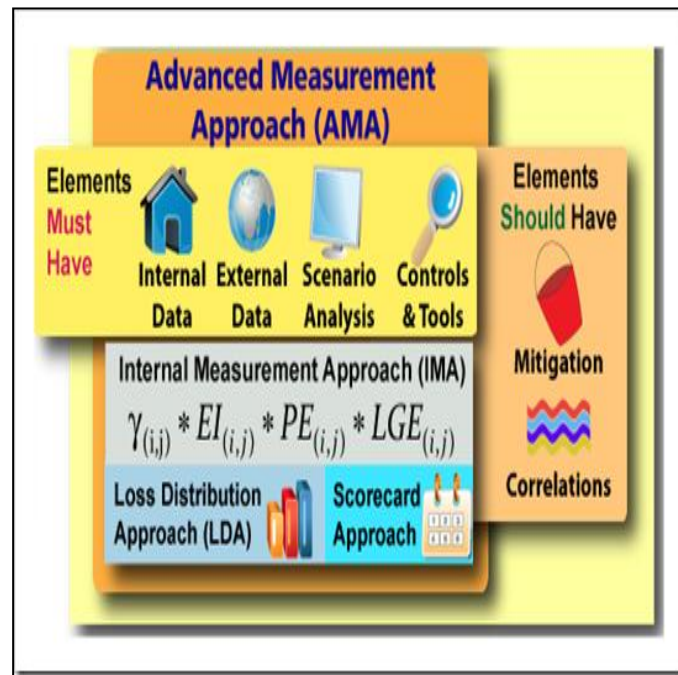 Advanced Measurement
Approach (AMA)
Elements
Must
Have
Internal
Data
External
Data
Scenario
Analysis
Controls
& Tools
Elements
Should Have
Mitigation
Correlations
Internal Measurement Approach (IMA)
γ(i,j) * EI(i,j) * PE(i,j) * LGE(i,j)
Loss Distribution
Approach (LDA)
Scorecard
Approach